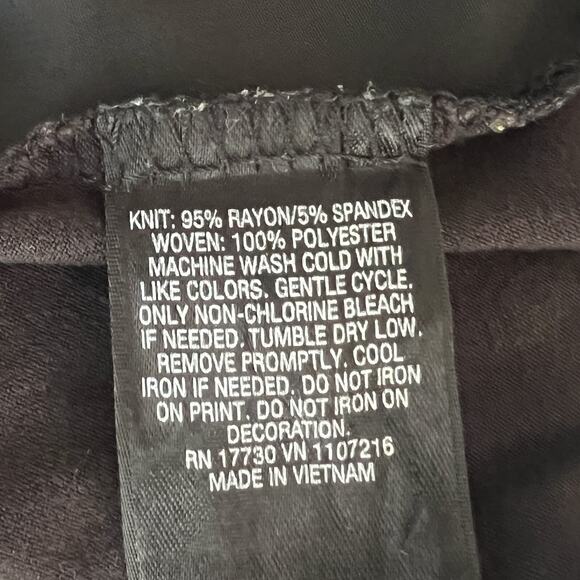 KNIT: 95% RAYON/5% SPANDEX
WOVEN: 100% POLYESTER
MACHINE WASH COLD WITH
LIKE COLORS. GENTLE CYCLE.
ONLY NON-CHLORINE BLEACH
IF NEEDED. TUMBLE DRY LOW.
REMOVE PROMPTLY. COOL
IRON IF NEEDED. DO NOT IRON
ON PRINT. DO NOT IRON ON
DECORATION.
RN 17730 VN 1107216
MADE IN VIETNAM